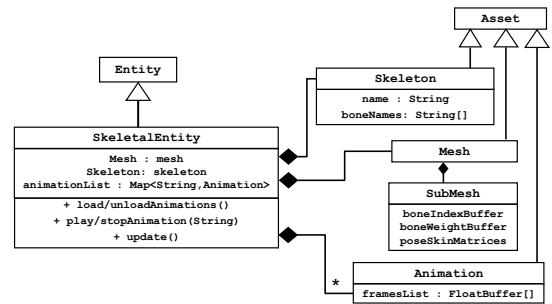 Asset
Entity
Skeleton
name : String
boneNames: String[]
SkeletalEntity
Mesh : mesh
Skeleton: skeleton
animationList : Map<String,Animation>
+ load/unloadAnimations()
+ play/stopAnimation(String)
+ update()
Mesh
SubMesh
boneIndexBuffer
boneWeightBuffer
poseSkinMatrices
*
Animation
framesList : FloatBuffer[]